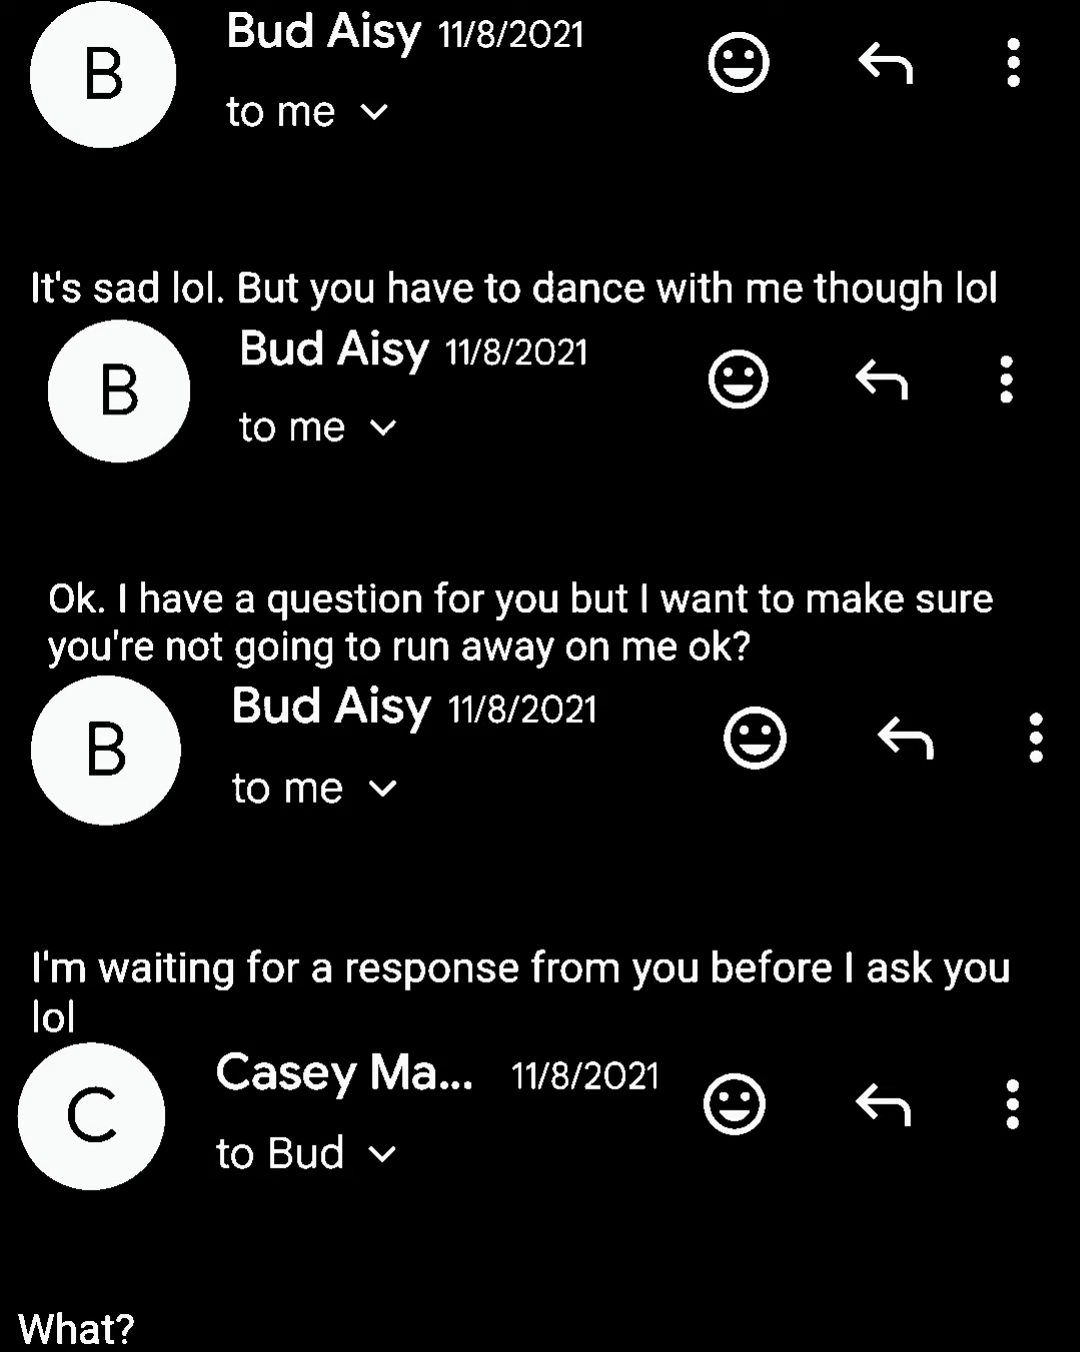 B
Bud Aisy 11/8/2021
to me
It's sad lol. But you have to dance with me though lol
B
Bud Aisy 11/8/2021
to me
Ok. I have a question for you but I want to make sure
you're not going to run away on me ok?
B
Bud Aisy 11/8/2021
to me
I'm waiting for a response from you before I ask you
lol
C
Casey Ma... 11/8/2021
to Bud
What?